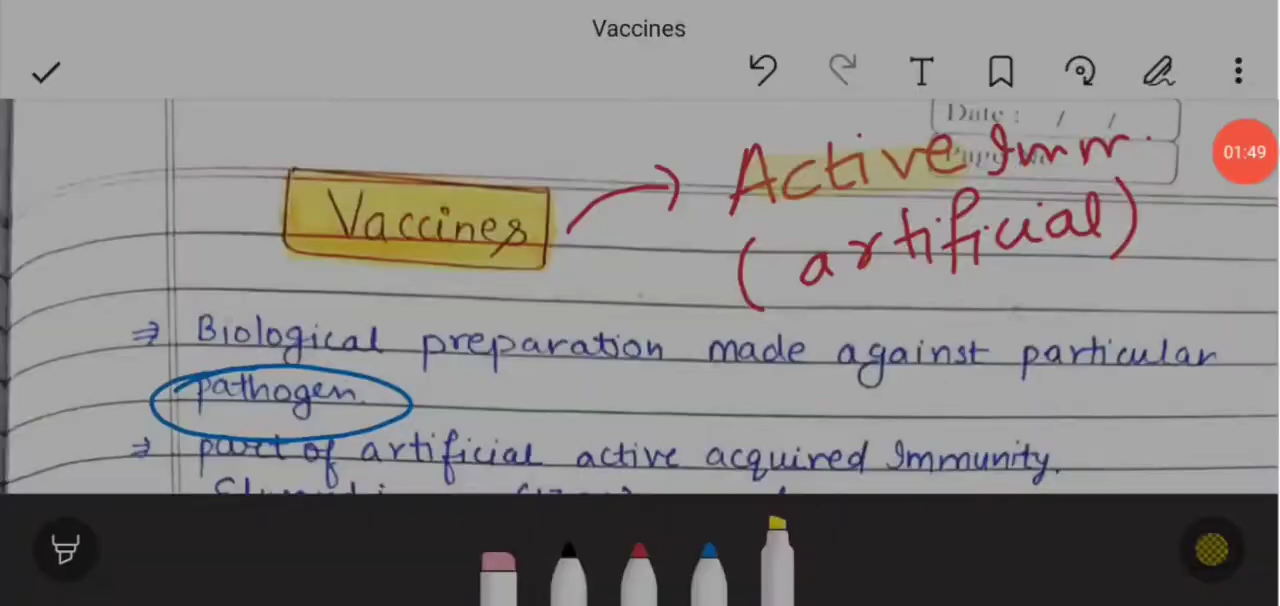 Vaccines
Date : / /
01:49
Vaccines → Active Imm.
(artificial)
⇒ Biological preparation made against particular
pathogen.
⇒ part of artificial active acquired Immunity.